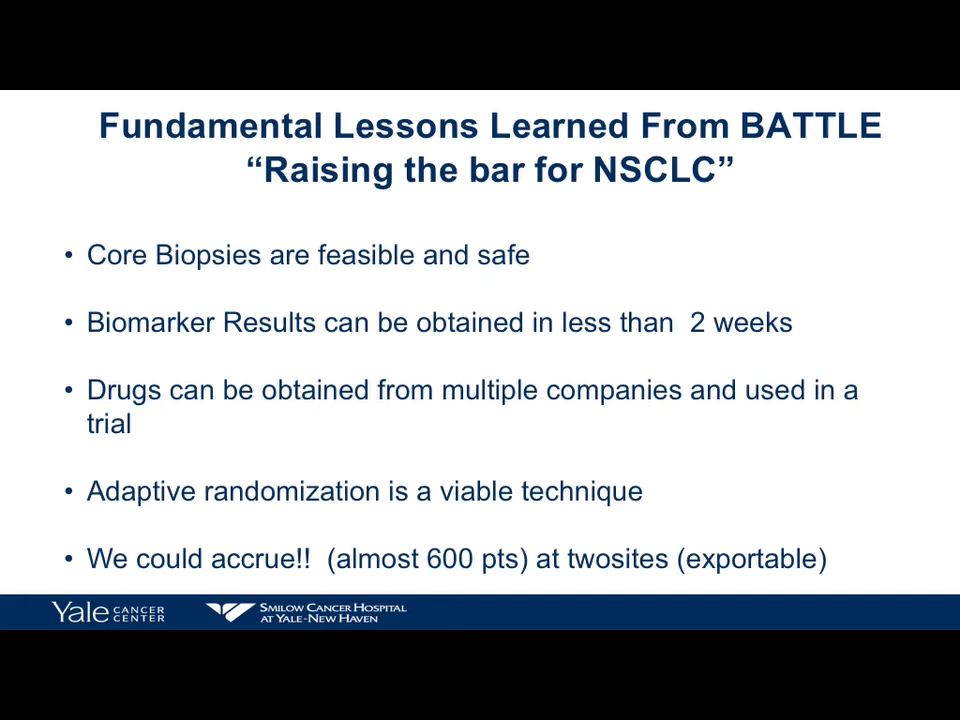 Fundamental Lessons Learned From BATTLE
“Raising the bar for NSCLC”
• Core Biopsies are feasible and safe
• Biomarker Results can be obtained in less than  2 weeks
• Drugs can be obtained from multiple companies and used in a
trial
• Adaptive randomization is a viable technique
• We could accrue!!  (almost 600 pts) at twosites (exportable)
Yale CANCER
CENTER
SMILOW CANCER HOSPITAL
AT YALE-NEW HAVEN